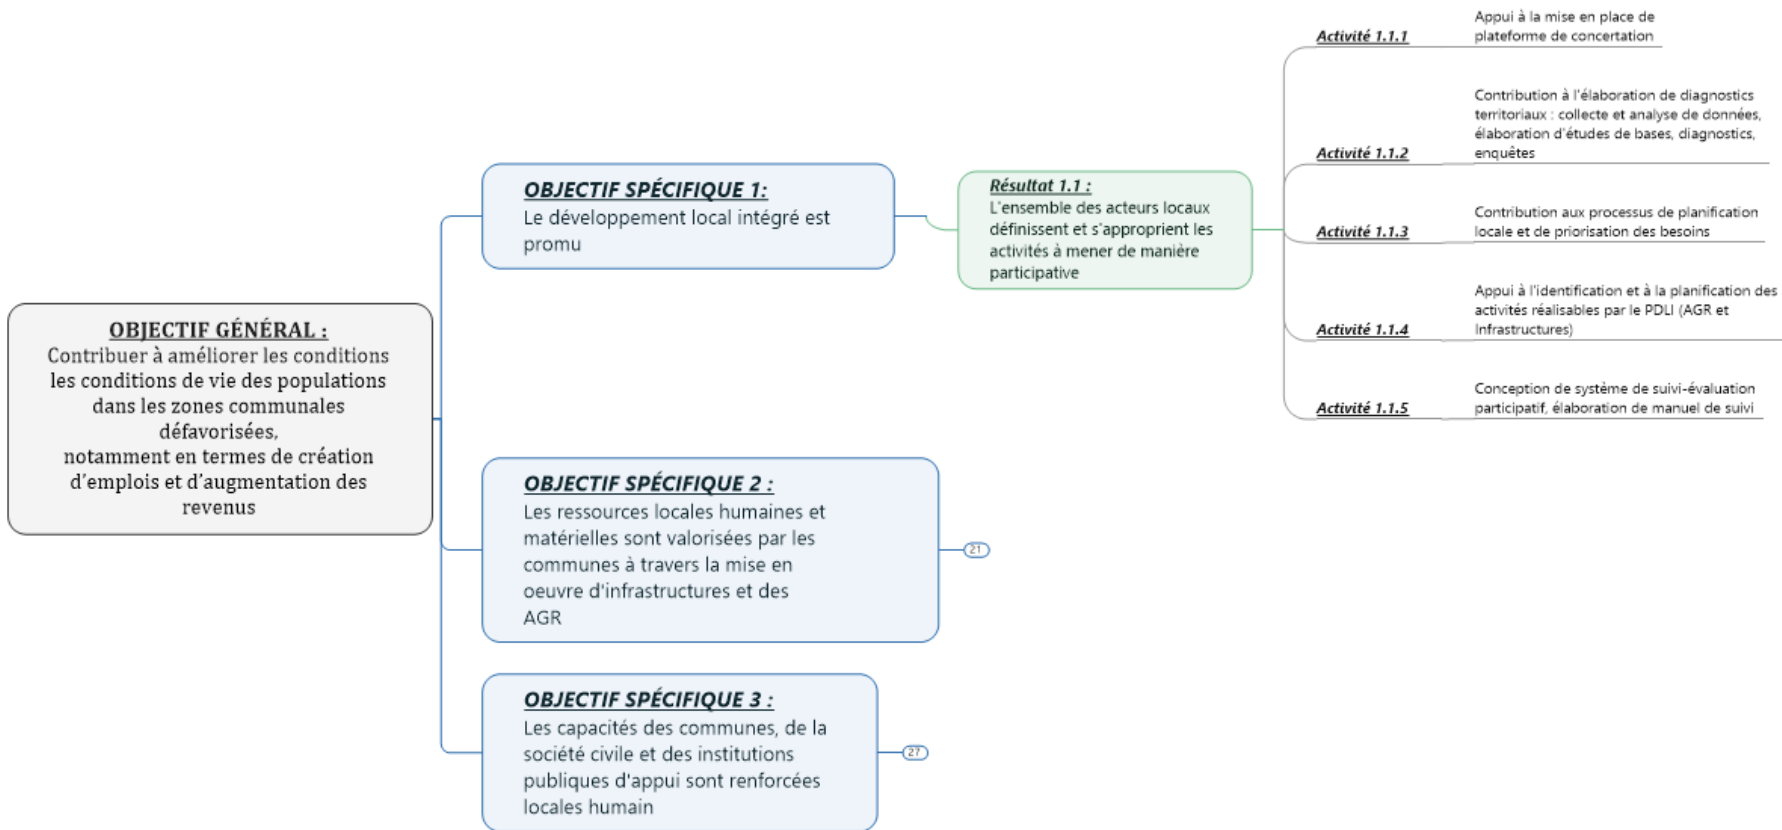 OBJECTIF GÉNÉRAL :
Contribuer à améliorer les conditions
les conditions de vie des populations
dans les zones communales
défavorisées,
notamment en termes de création
d'emplois et d'augmentation des
revenus
OBJECTIF SPÉCIFIQUE 1:
Le développement local intégré est
promu
Résultat 1.1 :
L'ensemble des acteurs locaux
définissent et s'approprient les
activités à mener de manière
participative
Activité 1.1.1
Appui à la mise en place de
plateforme de concertation
Activité 1.1.2
Contribution à l'élaboration de diagnostics
territoriaux : collecte et analyse de données,
élaboration d'études de bases, diagnostics,
enquêtes
Activité 1.1.3
Contribution aux processus de planification
locale et de priorisation des besoins
Activité 1.1.4
Appui à l'identification et à la planification des
activités réalisables par le PDLI (AGR et
Infrastructures)
Activité 1.1.5
Conception de système de suivi-évaluation
participatif, élaboration de manuel de suivi
OBJECTIF SPÉCIFIQUE 2 :
Les ressources locales humaines et
matérielles sont valorisées par les
communes à travers la mise en
oeuvre d'infrastructures et des
AGR
21
OBJECTIF SPÉCIFIQUE 3 :
Les capacités des communes, de la
société civile et des institutions
publiques d'appui sont renforcées
locales humain
27